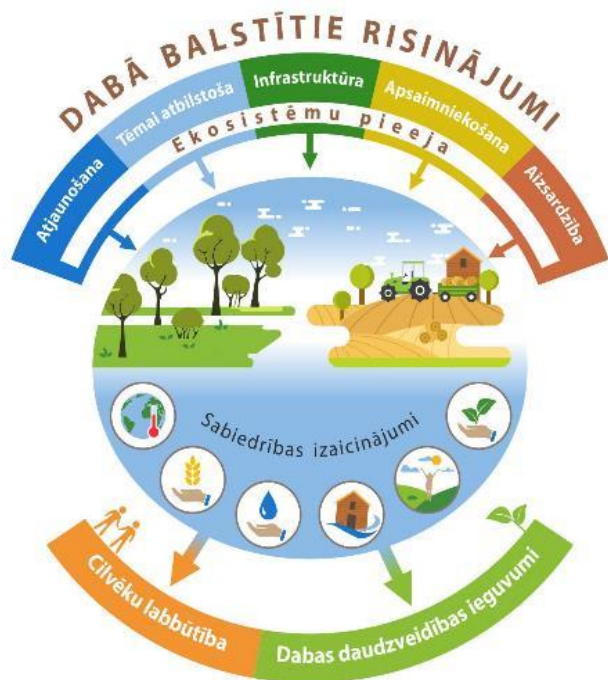 DABĀ BALSTĪTIE RISINĀJUMI
Atjaunošana
Tēmai atbilstoša
Infrastruktūra
Apsaimniekošana
Aizsardzība
Ekosistēmu pieeja
Sabiedrības izaicinājumi
Cilvēku labbūtība
Dabas daudzveidības ieguvumi